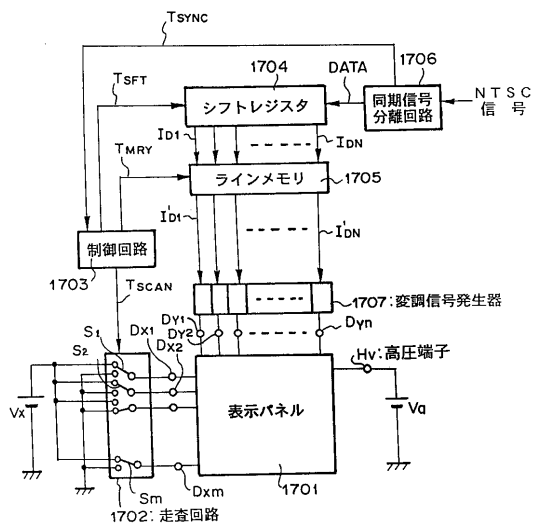 TSYNC
TSFT
1704
シフトレジスタ
DATA
1706
同期信号
分離回路
NTSC
信号
ID1
IDN
TMRY
ラインメモリ
1705
I'D1
I'DN
制御回路
1703
TSCAN
1707:変調信号発生器
DY1
DY2
DYn
S1
S2
DX1
DX2
Hv:高圧端子
Vx
表示パネル
Va
Sm
Dxm
1701
1702:走査回路